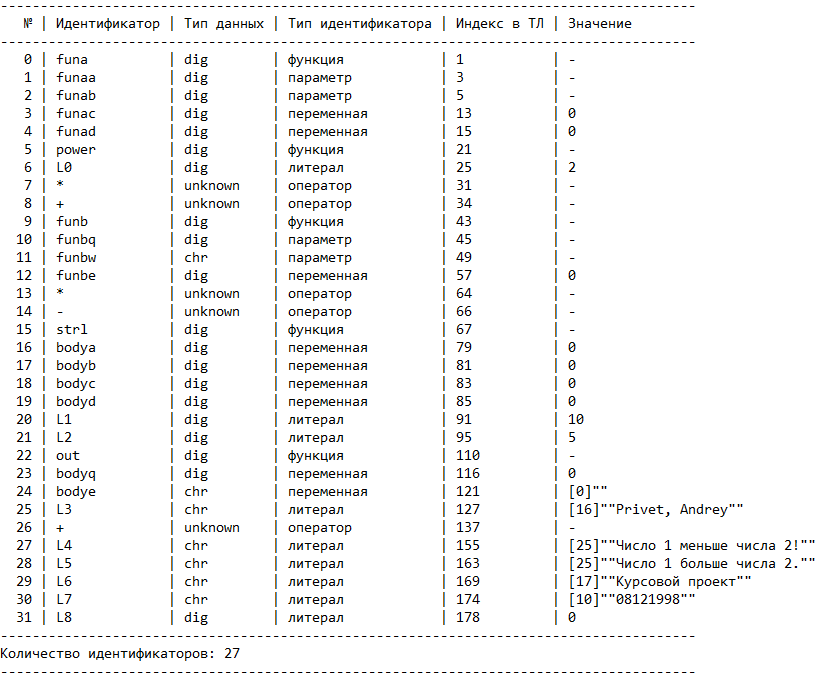 ---------------------------------------------------------------------------------------
№ | Идентификатор | Тип данных | Тип идентификатора | Индекс в ТЛ | Значение
---------------------------------------------------------------------------------------
0 | funa | dig | функция | 1 | -
1 | funaa | dig | параметр | 3 | -
2 | funab | dig | параметр | 5 | -
3 | funac | dig | переменная | 13 | 0
4 | funad | dig | переменная | 15 | 0
5 | power | dig | функция | 21 | -
6 | L0 | dig | литерал | 25 | 2
7 | * | unknown | оператор | 31 | -
8 | + | unknown | оператор | 34 | -
9 | funb | dig | функция | 43 | -
10 | funbq | dig | параметр | 45 | -
11 | funbw | chr | параметр | 49 | -
12 | funbe | dig | переменная | 57 | 0
13 | * | unknown | оператор | 64 | -
14 | - | unknown | оператор | 66 | -
15 | strl | dig | функция | 67 | -
16 | bodya | dig | переменная | 79 | 0
17 | bodyb | dig | переменная | 81 | 0
18 | bodyc | dig | переменная | 83 | 0
19 | bodyd | dig | переменная | 85 | 0
20 | L1 | dig | литерал | 91 | 10
21 | L2 | dig | литерал | 95 | 5
22 | out | dig | функция | 110 | -
23 | bodyq | dig | переменная | 116 | 0
24 | bodye | chr | переменная | 121 | [0]""
25 | L3 | chr | литерал | 127 | [16]""Privet, Andrey""
26 | + | unknown | оператор | 137 | -
27 | L4 | chr | литерал | 155 | [25]""Число 1 меньше числа 2!""
28 | L5 | chr | литерал | 163 | [25]""Число 1 больше числа 2.""
29 | L6 | chr | литерал | 169 | [17]""Курсовой проект""
30 | L7 | chr | литерал | 174 | [10]""08121998""
31 | L8 | dig | литерал | 178 | 0
---------------------------------------------------------------------------------------
Количество идентификаторов: 27
---------------------------------------------------------------------------------------